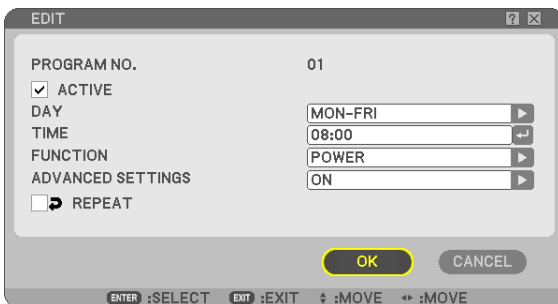 EDIT
PROGRAM NO. 01
ACTIVE
DAY MON-FRI
TIME 08:00
FUNCTION POWER
ADVANCED SETTINGS ON
REPEAT
OK CANCEL
ENTER :SELECT EXIT :EXIT :MOVE :MOVE